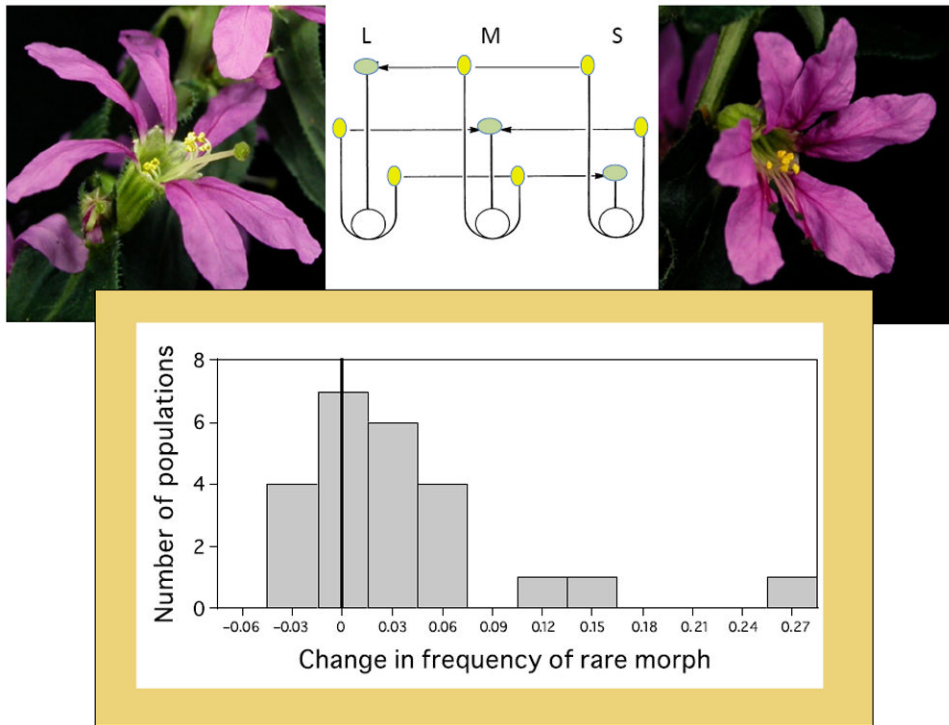 L M S
8
6
4
2
0
Number of populations
−0.06 −0.03 0 0.03 0.06 0.09 0.12 0.15 0.18 0.21 0.24 0.27
Change in frequency of rare morph